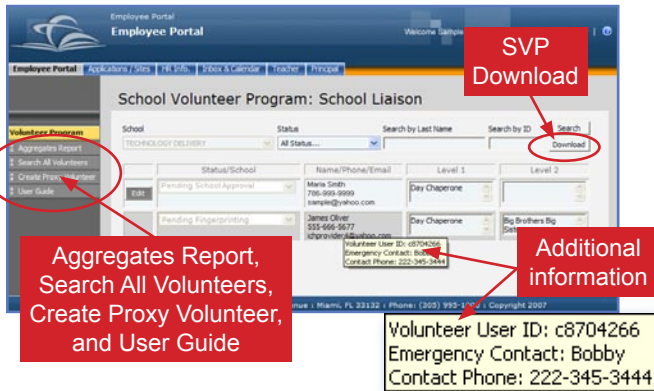 Employee Portal
Employee Portal
Welcome Sample
SVP
Download
Employee Portal Applications / Sites HR Info. Inbox & Calendar Teacher Principal
School Volunteer Program: School Liaison
Volunteer Program
Aggregates Report
Search All Volunteers
Create Proxy Volunteer
User Guide
School Status Search by Last Name Search by ID Search
TECHNOLOGY DELIVERY All Status.... Download
Status/School Name/Phone/Email Level 1 Level 2
Edit Pending School Approval Maria Smith Day Chaperone
786-999-9999
sample@yahoo.com
Pending Fingerprinting James Oliver Day Chaperone Big Brothers Big
555-666-5677
Volunteer User ID: c8704266
Emergency Contact: Bobby
Contact Phone: 222-345-3444
Aggregates Report,
Search All Volunteers,
Create Proxy Volunteer,
and User Guide
Additional
information
Miami, FL 33132 : Phone: (305) 995-1000 : Copyright 2007
Volunteer User ID: c8704266
Emergency Contact: Bobby
Contact Phone: 222-345-3444